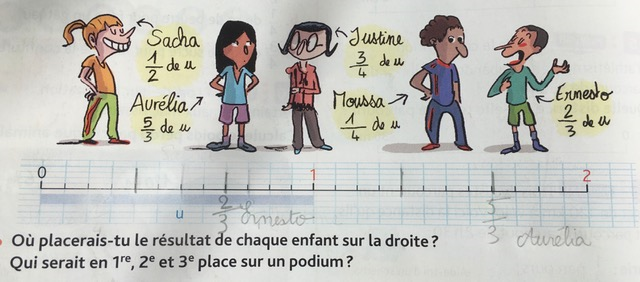 Sacha
1/2 de u
Aurélia
5/3 de u
Justine
3/4 de u
Moussa
1/4 de u
Ernesto
2/3 de u
0 1 2
u
2/3 Ernesto
5/3 Aurélia
Où placerais-tu le résultat de chaque enfant sur la droite ?
Qui serait en 1re, 2e et 3e place sur un podium ?